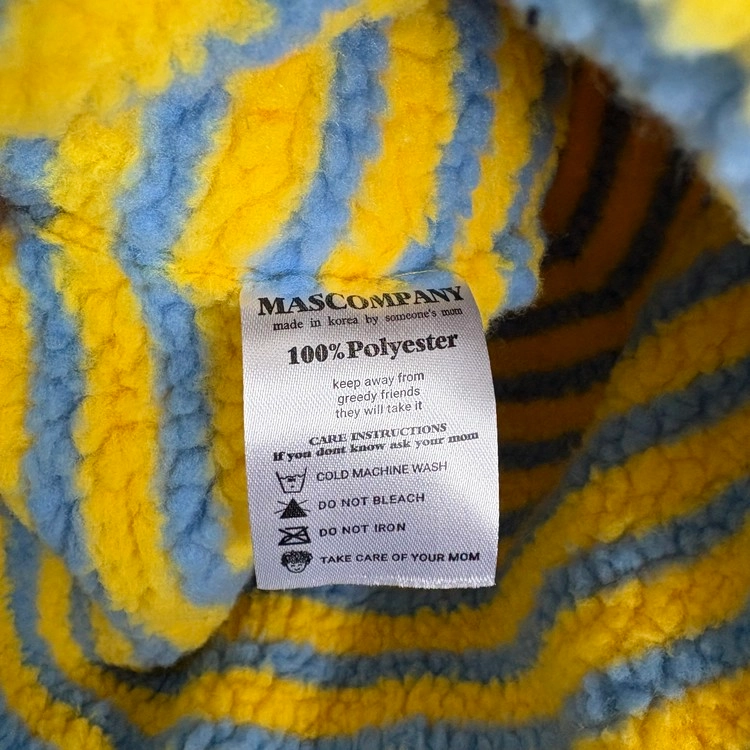 MASCOMPANY
made in korea by someone's mom
100%Polyester
keep away from
greedy friends
they will take it
CARE INSTRUCTIONS
if you dont know ask your mom
COLD MACHINE WASH
DO NOT BLEACH
DO NOT IRON
TAKE CARE OF YOUR MOM